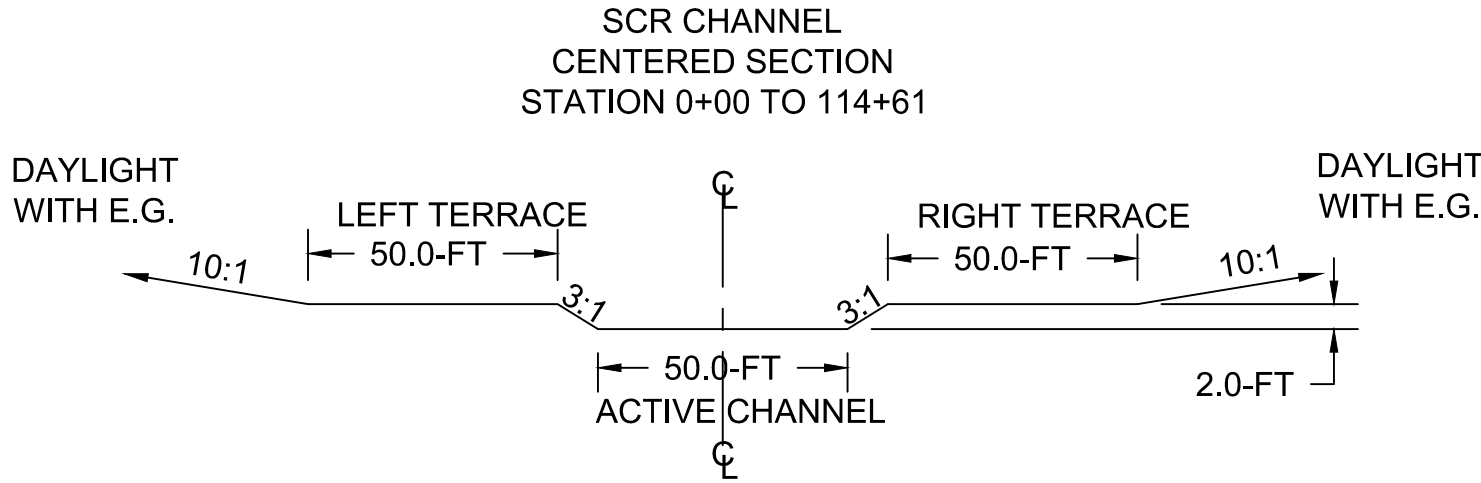 SCR CHANNEL
CENTERED SECTION
STATION 0+00 TO 114+61
DAYLIGHT
WITH E.G.
LEFT TERRACE
50.0-FT
10:1
3:1
CL
RIGHT TERRACE
50.0-FT
3:1
10:1
DAYLIGHT
WITH E.G.
50.0-FT
ACTIVE CHANNEL
CL
2.0-FT